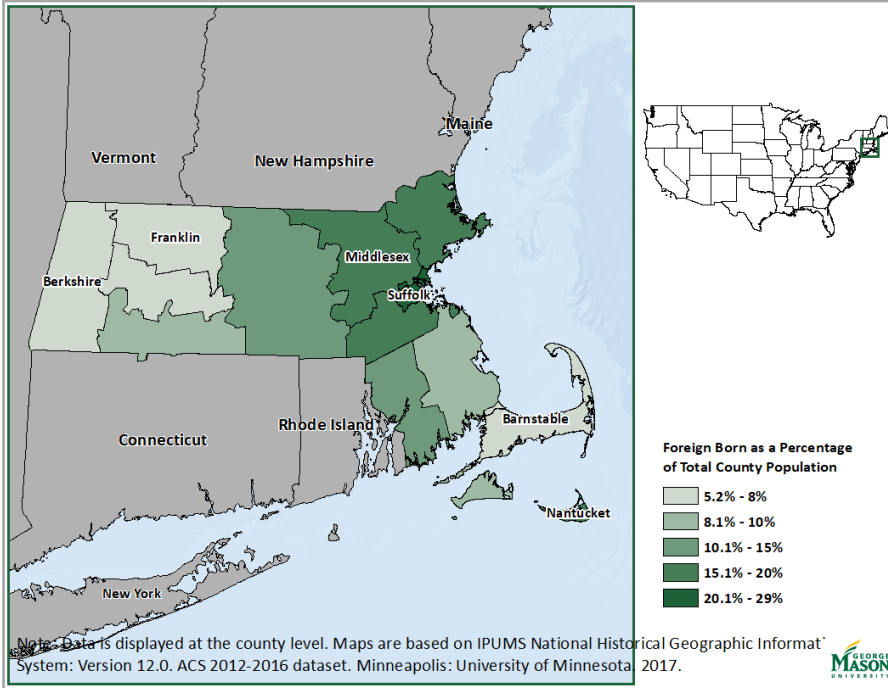 Maine
Vermont
New Hampshire
Franklin
Middlesex
Berkshire
Suffolk
Rhode Island
Barnstable
Connecticut
Nantucket
New York
Foreign Born as a Percentage
of Total County Population
5.2% - 8%
8.1% - 10%
10.1% - 15%
15.1% - 20%
20.1% - 29%
Note: Data is displayed at the county level. Maps are based on IPUMS National Historical Geographic Informat
System: Version 12.0. ACS 2012-2016 dataset. Minneapolis: University of Minnesota. 2017.
GEORGE
MASON
UNIVERSITY